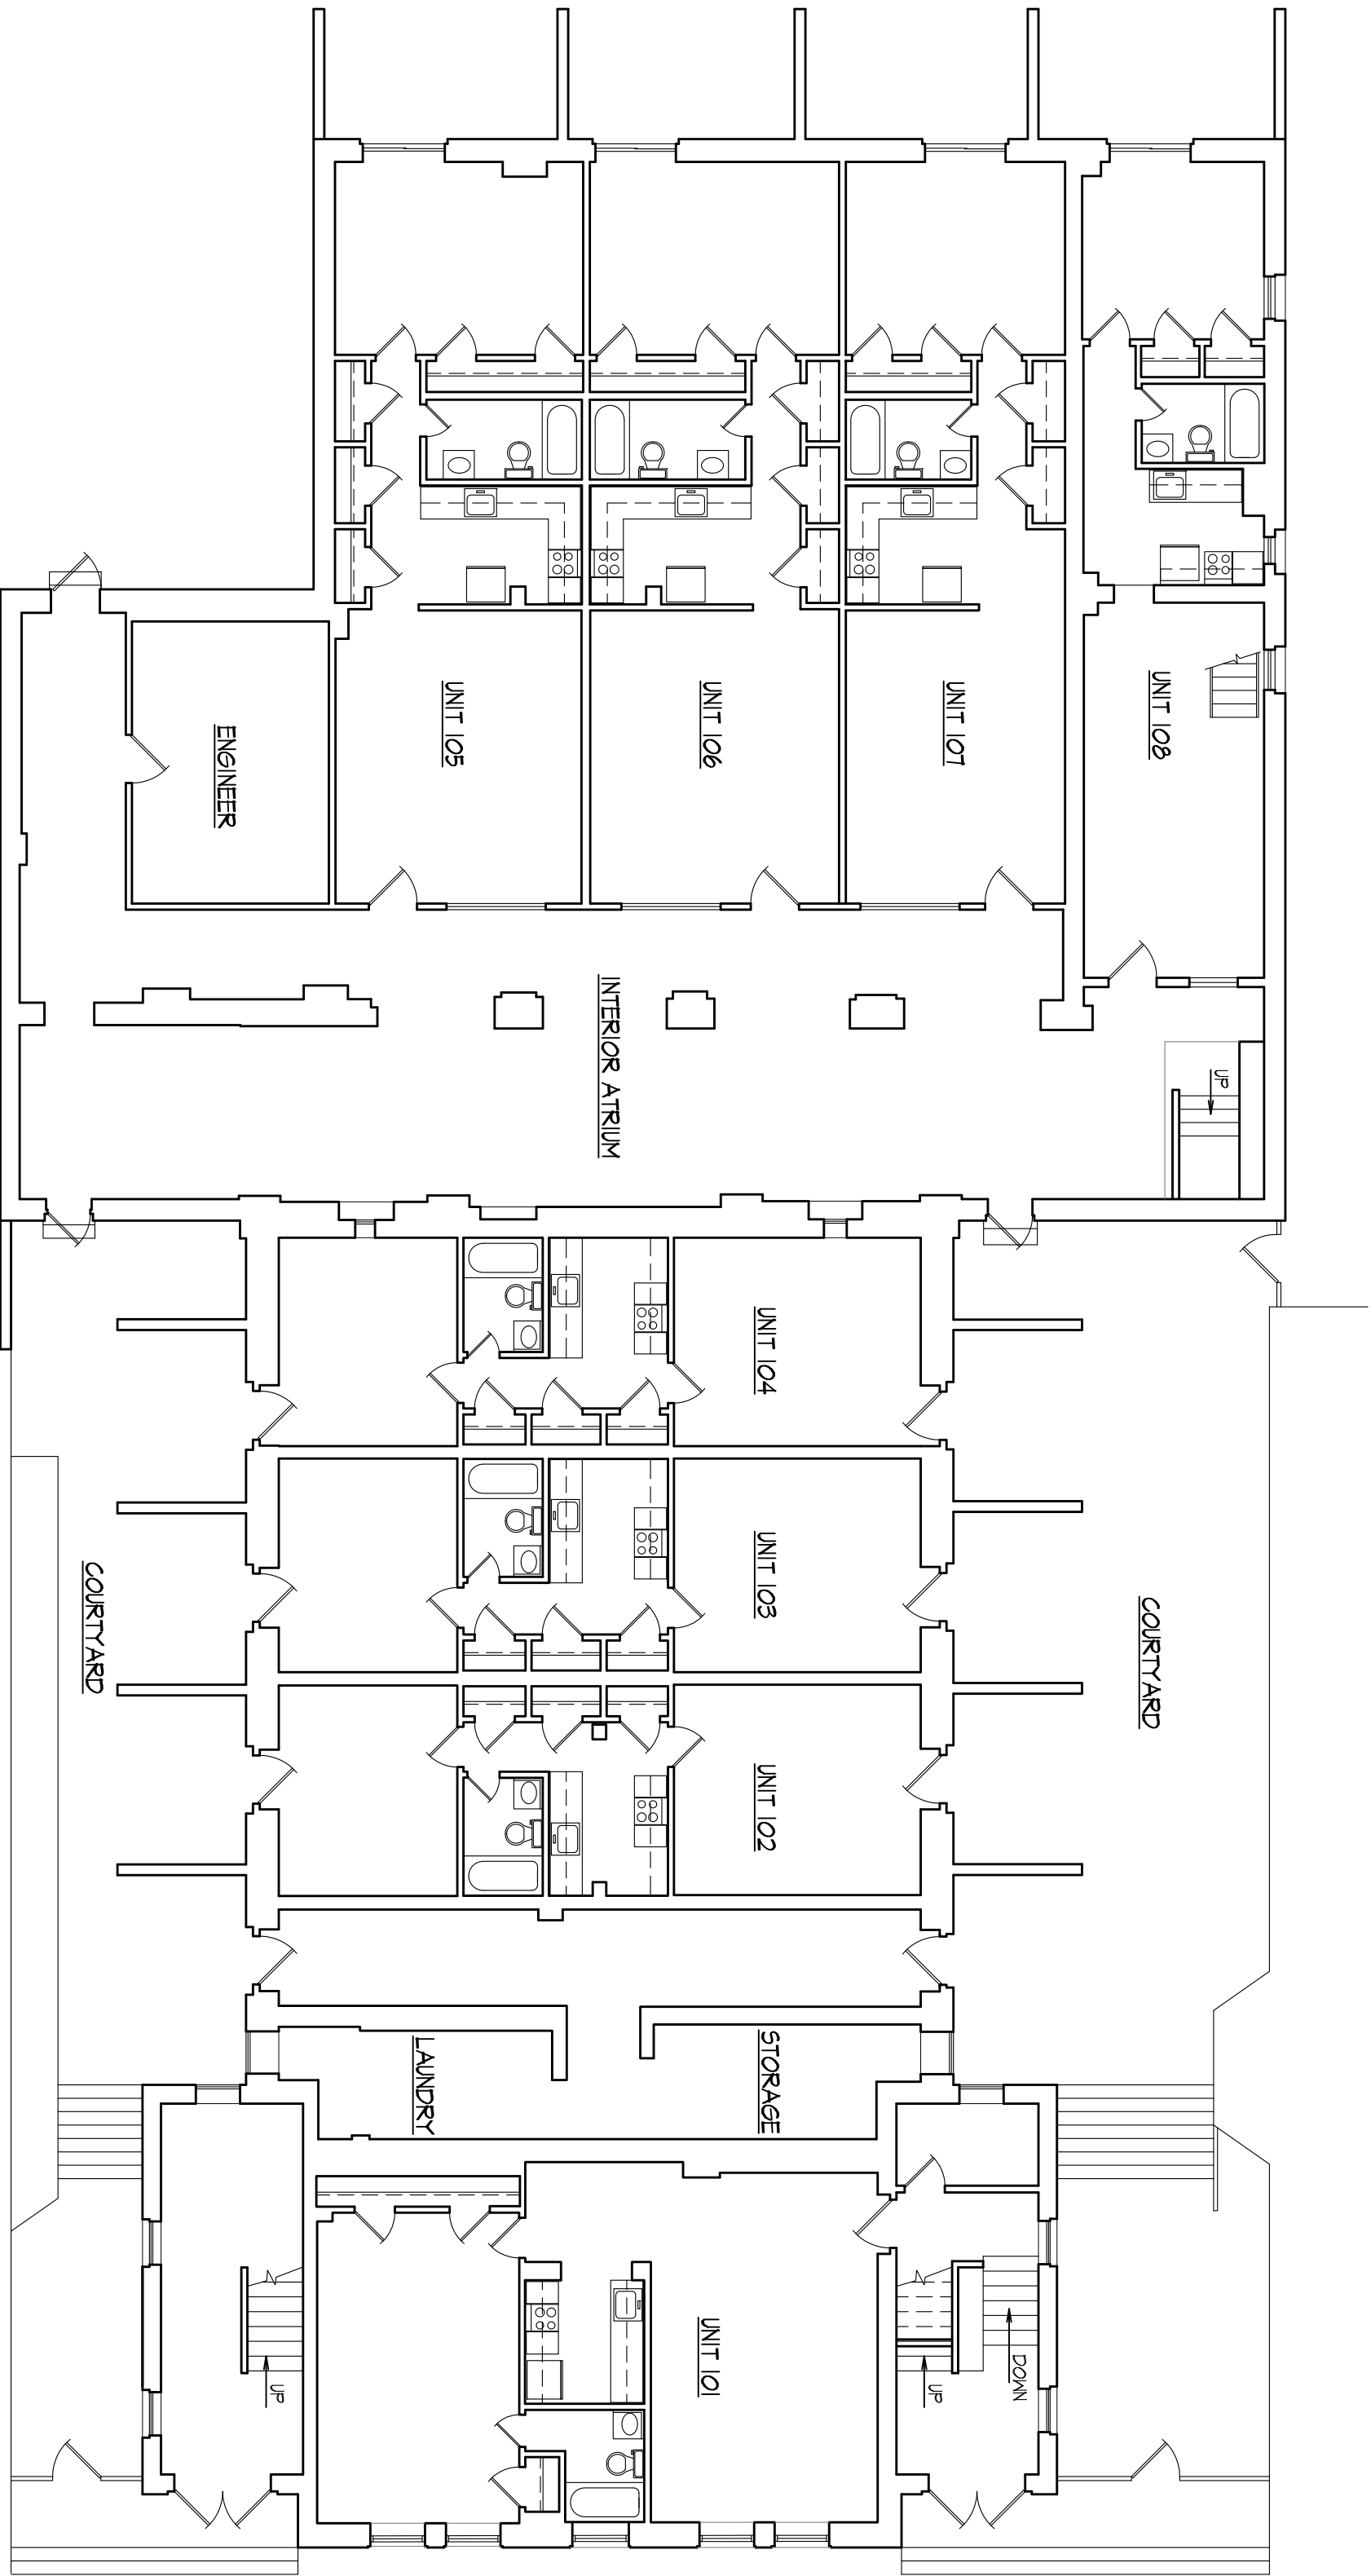 UNIT 108
UNIT 107
UNIT 106
UNIT 105
ENGINEER
INTERIOR ATRIUM
UP
UNIT 104
UNIT 103
UNIT 102
COURTYARD
COURTYARD
STORAGE
LAUNDRY
UNIT 101
DOWN
UP
UP